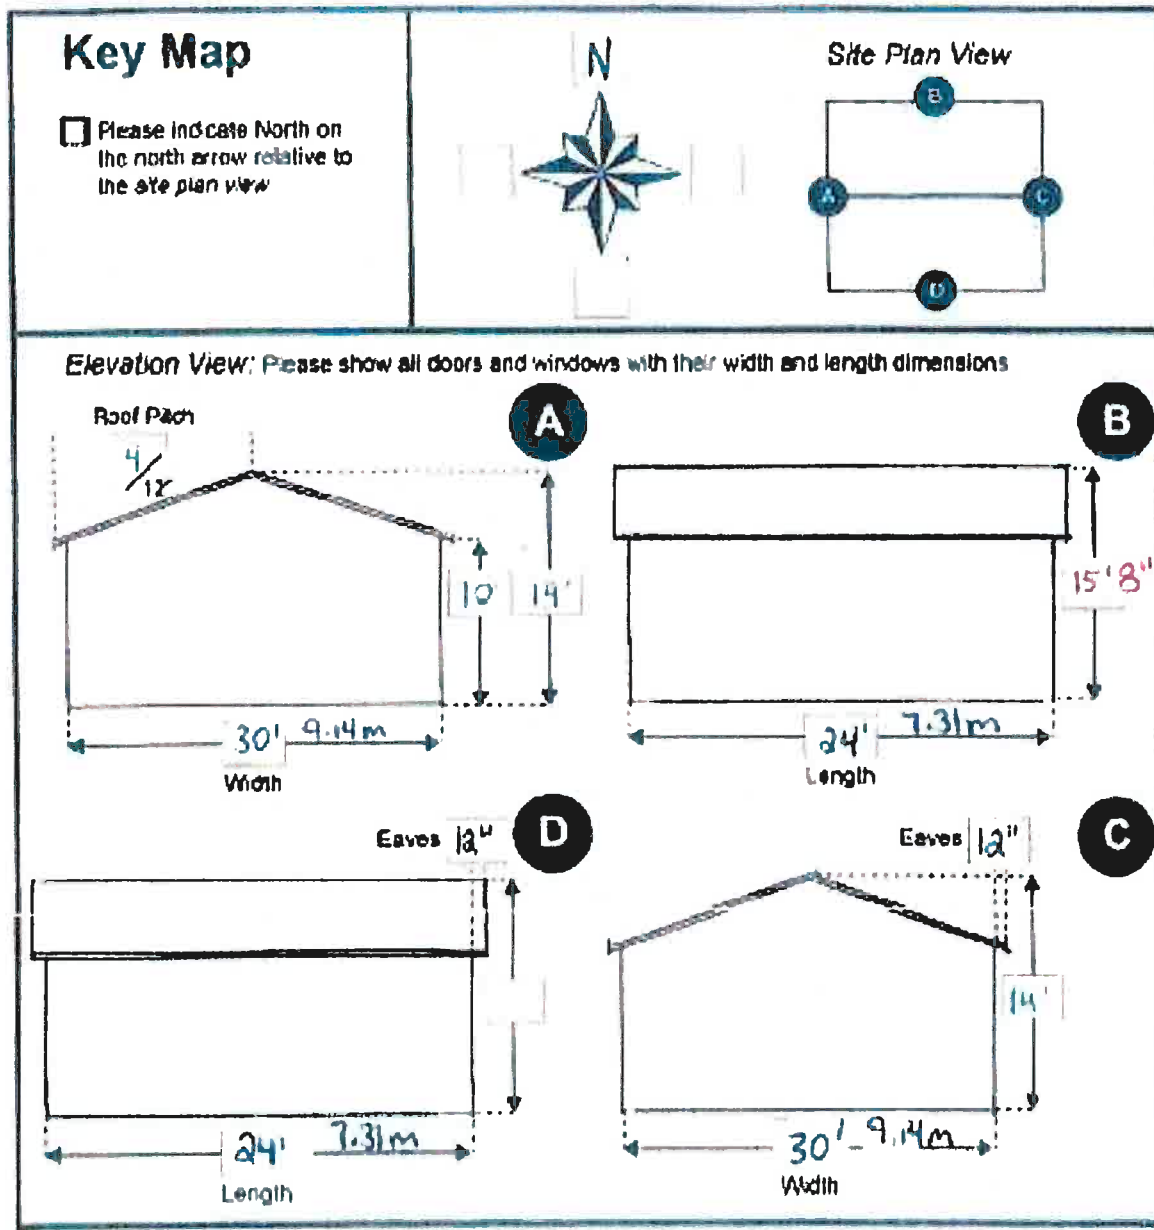 Key Map
Please indicate North on
the north arrow relative to
the site plan view
N
Site Plan View
B
A
C
D
Elevation View: Please show all doors and windows with their width and length dimensions
A
Roof Pitch
4/12
10'
14'
30' 9.14m
Width
B
15'8"
24' 7.31m
Length
D
Eaves 12"
24' 7.31m
Length
C
Eaves 12"
14'
30' 9.14m
Width